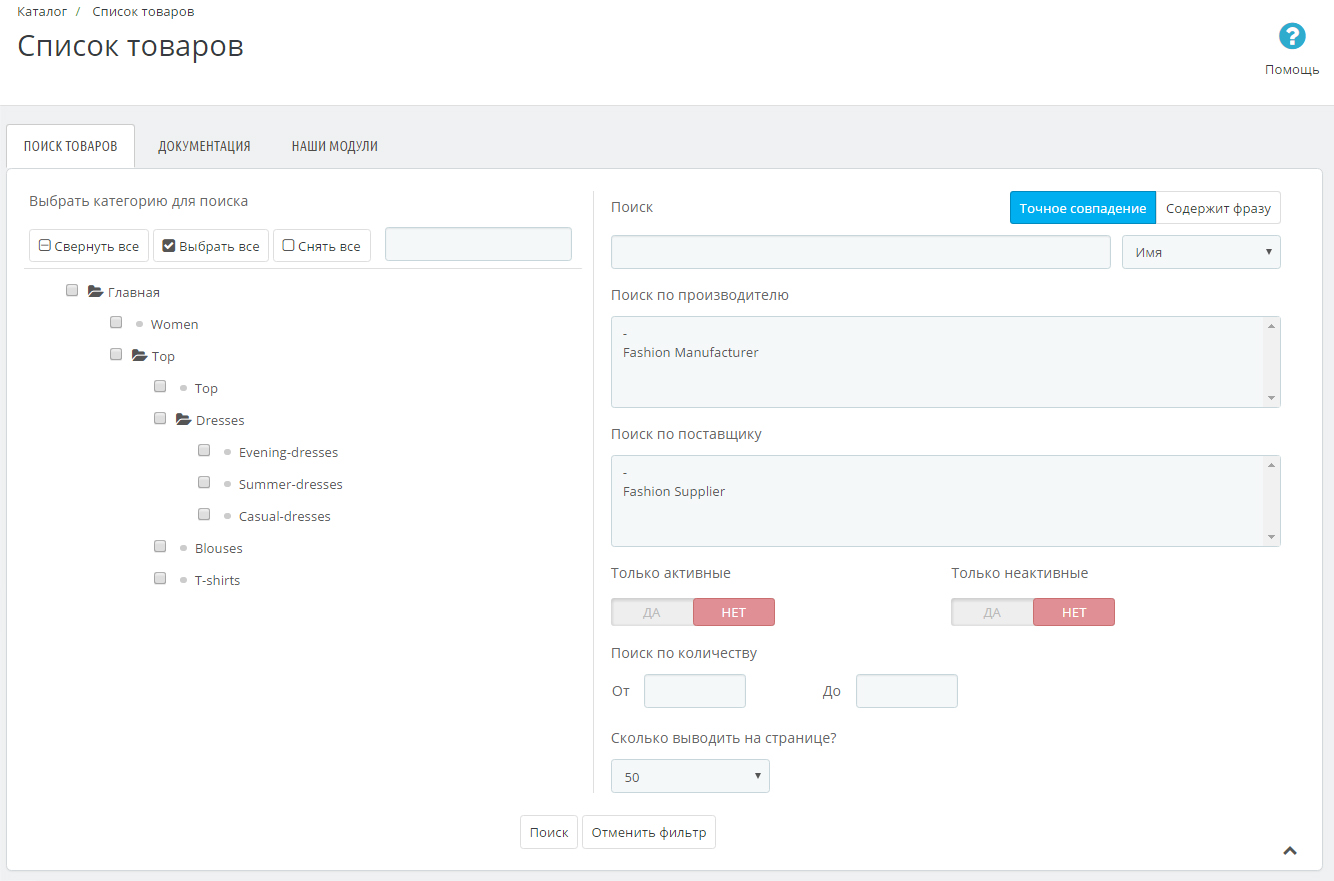 Каталог / Список товаров
Список товаров
Помощь
ПОИСК ТОВАРОВ ДОКУМЕНТАЦИЯ НАШИ МОДУЛИ
Выбрать категорию для поиска
Свернуть все Выбрать все Снять все
Главная
Women
Top
Top
Dresses
Evening-dresses
Summer-dresses
Casual-dresses
Blouses
T-shirts
Поиск Точное совпадение Содержит фразу
Имя
Поиск по производителю
-
Fashion Manufacturer
Поиск по поставщику
-
Fashion Supplier
Только активные Только неактивные
ДА НЕТ ДА НЕТ
Поиск по количеству
От До
Сколько выводить на странице?
50
Поиск Отменить фильтр